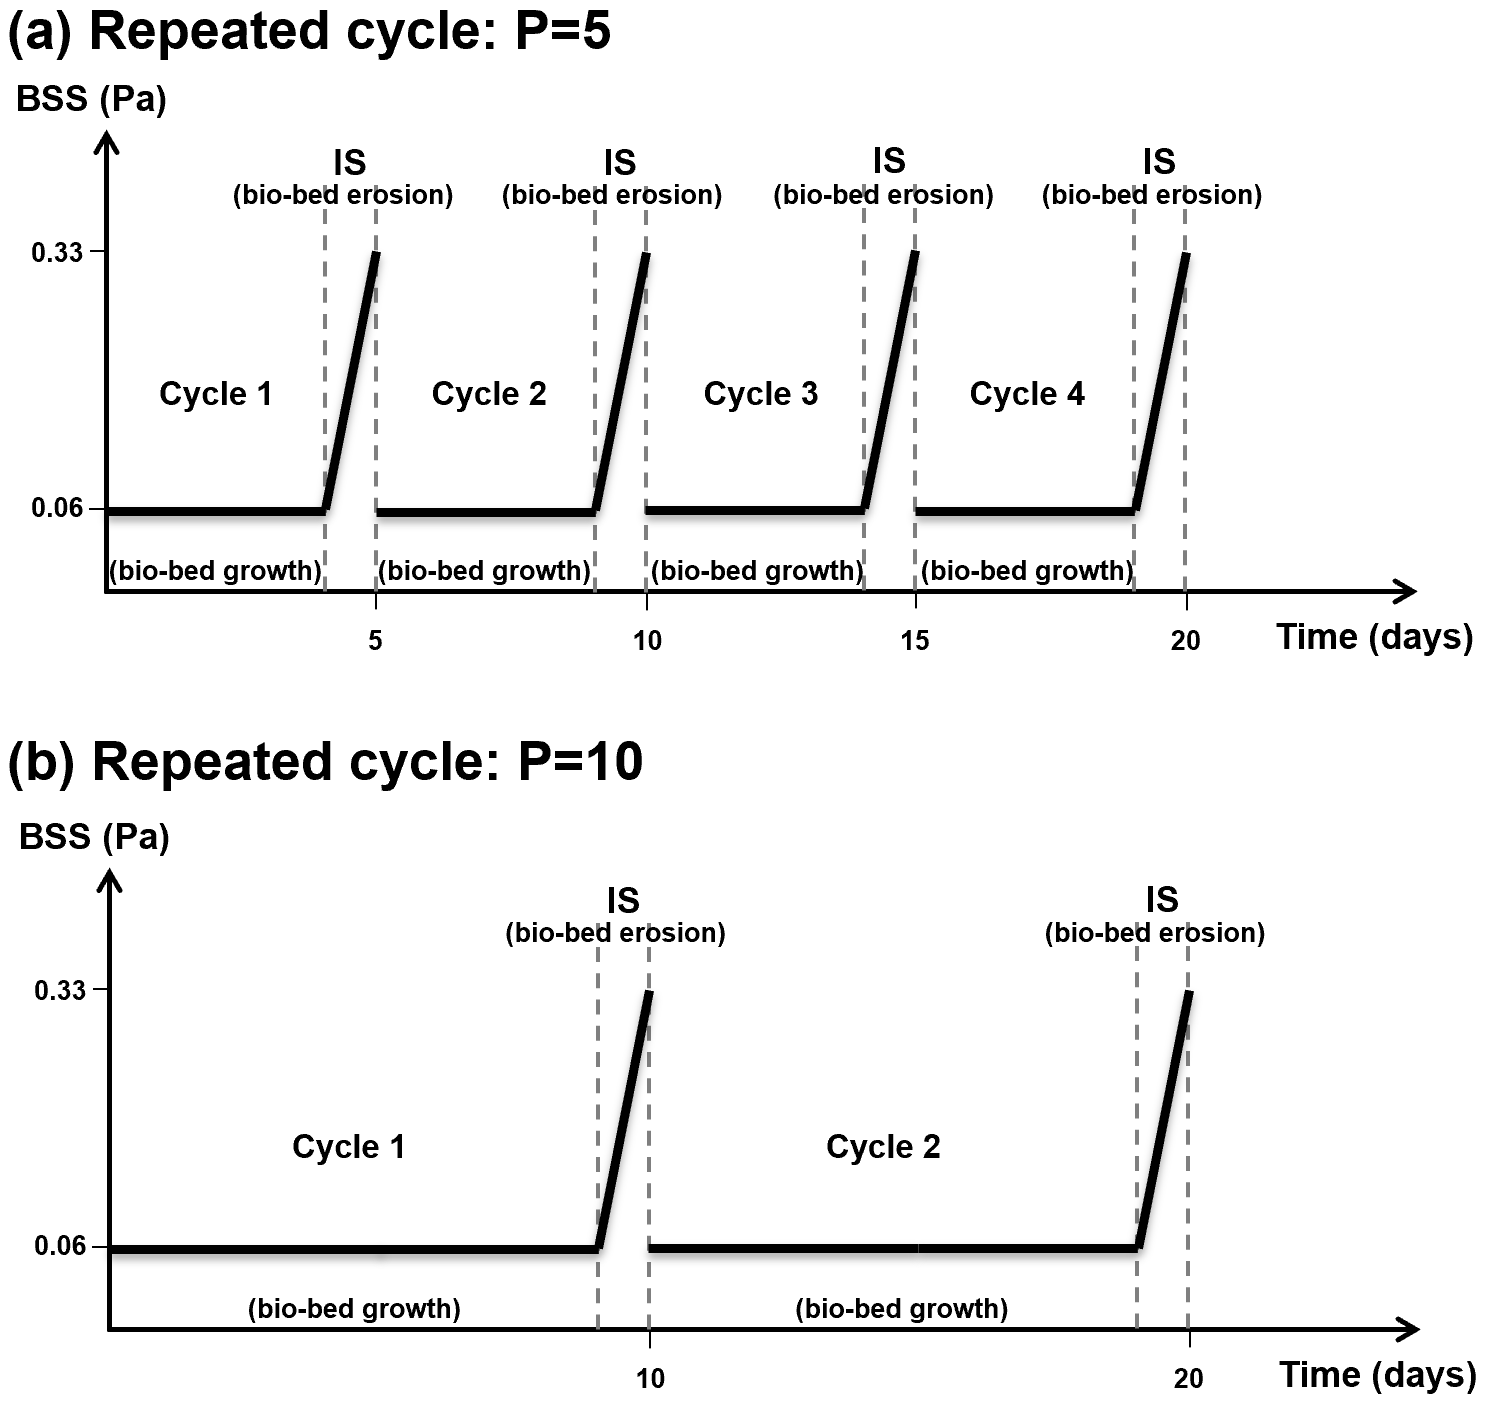 (a) Repeated cycle: P=5
BSS (Pa)
IS IS IS IS
(bio-bed erosion) (bio-bed erosion) (bio-bed erosion) (bio-bed erosion)
0.33
Cycle 1 Cycle 2 Cycle 3 Cycle 4
0.06
(bio-bed growth) (bio-bed growth) (bio-bed growth) (bio-bed growth)
5 10 15 20 Time (days)
(b) Repeated cycle: P=10
BSS (Pa)
IS IS
(bio-bed erosion) (bio-bed erosion)
0.33
Cycle 1 Cycle 2
0.06
(bio-bed growth) (bio-bed growth)
10 20 Time (days)